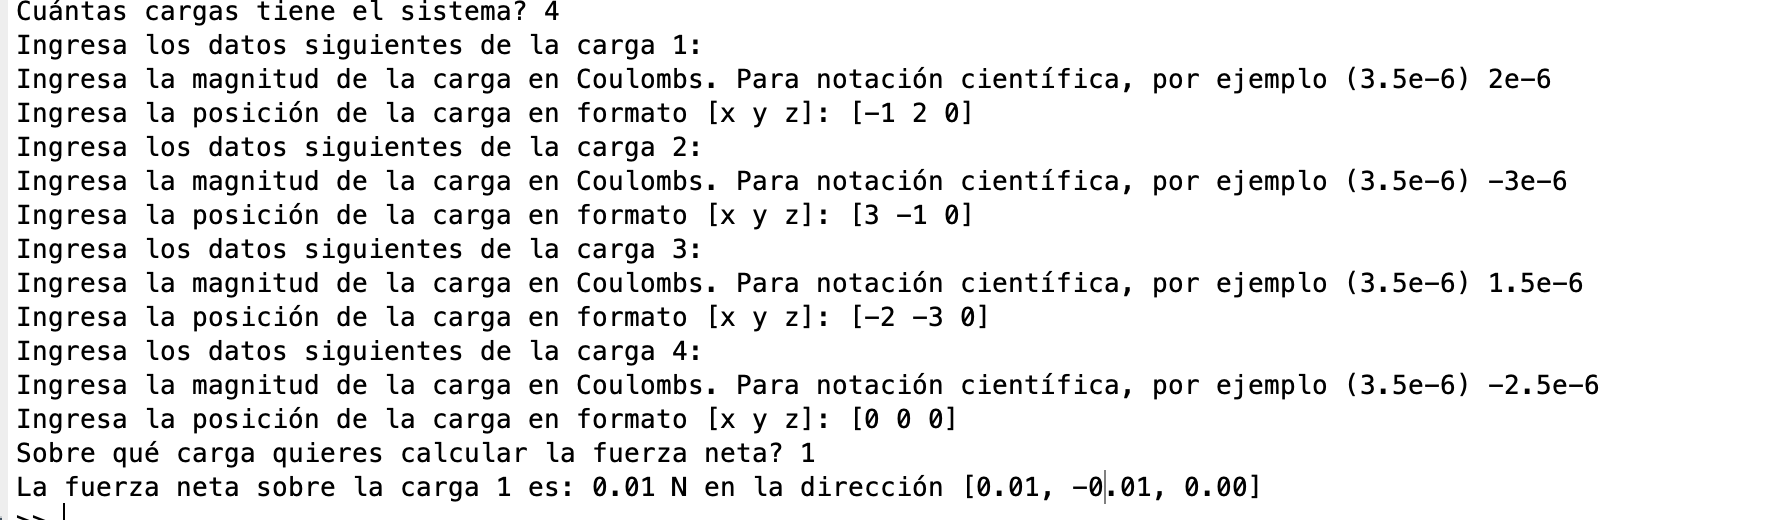 Cuántas cargas tiene el sistema? 4
Ingresa los datos siguientes de la carga 1:
Ingresa la magnitud de la carga en Coulombs. Para notación científica, por ejemplo (3.5e-6) 2e-6
Ingresa la posición de la carga en formato [x y z]: [-1 2 0]
Ingresa los datos siguientes de la carga 2:
Ingresa la magnitud de la carga en Coulombs. Para notación científica, por ejemplo (3.5e-6) -3e-6
Ingresa la posición de la carga en formato [x y z]: [3 -1 0]
Ingresa los datos siguientes de la carga 3:
Ingresa la magnitud de la carga en Coulombs. Para notación científica, por ejemplo (3.5e-6) 1.5e-6
Ingresa la posición de la carga en formato [x y z]: [-2 -3 0]
Ingresa los datos siguientes de la carga 4:
Ingresa la magnitud de la carga en Coulombs. Para notación científica, por ejemplo (3.5e-6) -2.5e-6
Ingresa la posición de la carga en formato [x y z]: [0 0 0]
Sobre qué carga quieres calcular la fuerza neta? 1
La fuerza neta sobre la carga 1 es: 0.01 N en la dirección [0.01, -0.01, 0.00]
>>